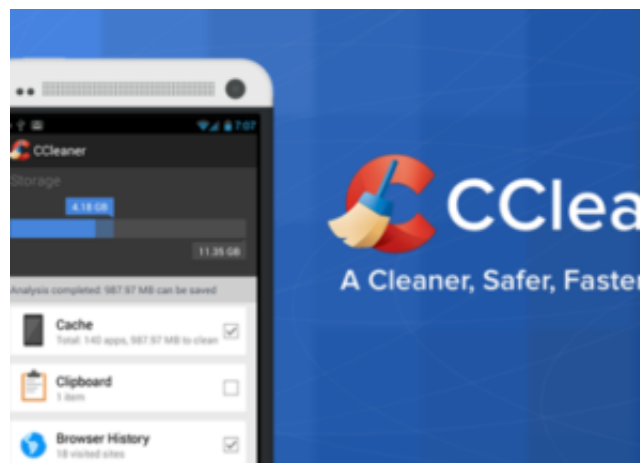 7:07
CCleaner
Storage
4.18 GB
11.35 GB
Analysis completed: 987.97 MB can be saved
Cache
Total: 140 apps, 987.97 MB to clean
Clipboard
1 item
Browser History
18 visited sites
CClea
A Cleaner, Safer, Faster